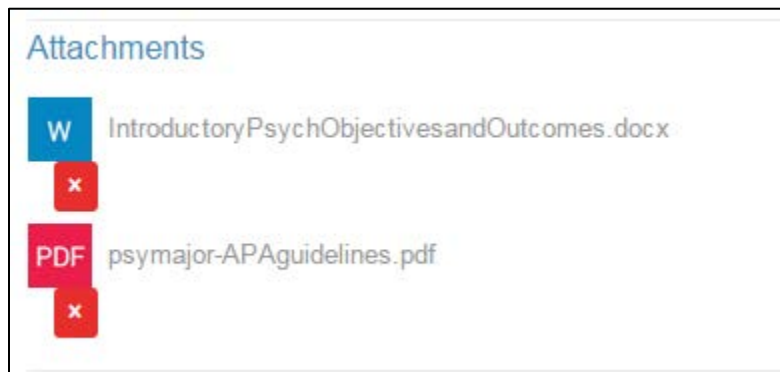 Attachments
W IntroductoryPsychObjectivesandOutcomes.docx
×
PDF psymajor-APAguidelines.pdf
×